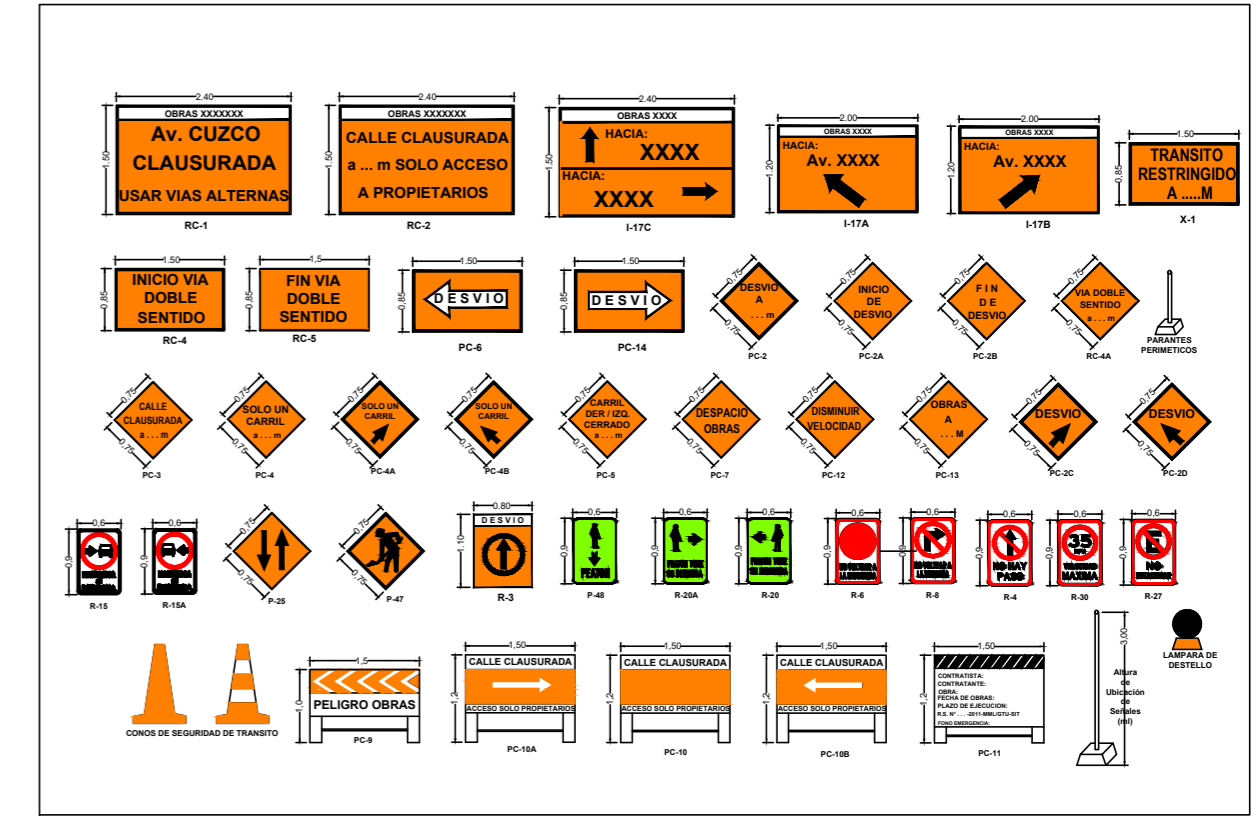 2.40
1.50
OBRAS XXXXXXX
Av. CUZCO
CLAUSURADA
USAR VIAS ALTERNAS
RC-1
2.40
1.50
OBRAS XXXXXXX
CALLE CLAUSURADA
a ... m SOLO ACCESO
A PROPIETARIOS
RC-2
2.40
1.50
OBRAS XXXX
HACIA:
XXXX
HACIA:
XXXX
I-17C
2.00
1.20
OBRAS XXXX
HACIA:
Av. XXXX
I-17A
2.00
1.20
OBRAS XXXX
HACIA:
Av. XXXX
I-17B
1.50
0,85
TRANSITO
RESTRINGIDO
A .....M
X-1
1.50
0,85
INICIO VIA
DOBLE
SENTIDO
RC-4
1,5
0,85
FIN VIA
DOBLE
SENTIDO
RC-5
1.50
0,85
DESVIO
PC-6
1.50
0,85
DESVIO
PC-14
0,75
0,75
DESVIO
A
... m
PC-2
0,75
0,75
INICIO
DE
DESVIO
PC-2A
0,75
0,75
FIN
DE
DESVIO
PC-2B
0,75
0,75
VIA DOBLE
SENTIDO
a ... m
RC-4A
PARANTES
PERIMETICOS
0,75
0,75
CALLE
CLAUSURADA
a ... m
PC-3
0,75
0,75
SOLO UN
CARRIL
a ... m
PC-4
0,75
0,75
SOLO UN
CARRIL
PC-4A
0,75
0,75
SOLO UN
CARRIL
PC-4B
0,75
0,75
CARRIL
DER / IZQ.
CERRADO
a ... m
PC-5
0,75
0,75
DESPACIO
OBRAS
PC-7
0,75
0,75
DISMINUIR
VELOCIDAD
PC-12
0,75
0,75
OBRAS
A
... M
PC-13
0,75
0,75
DESVIO
PC-2C
0,75
0,75
DESVIO
PC-2D
0,6
0,9
R-15
0,6
0,9
R-15A
0,75
0,75
P-25
0,75
0,75
P-47
0.80
1.10
DESVIO
R-3
0,6
0,9
PEATON
P-48
0,6
0,9
R-20A
0,6
0,9
R-20
0,6
0,9
R-6
0,6
0,9
R-8
0,6
0,9
NO HAY
PASO
R-4
0,6
0,9
35
MAXIMA
R-30
0,6
0,9
NO
R-27
CONOS DE SEGURIDAD DE TRANSITO
1,5
1,0
PELIGRO OBRAS
PC-9
1,50
1,2
CALLE CLAUSURADA
ACCESO SOLO PROPIETARIOS
PC-10A
1,50
1,2
CALLE CLAUSURADA
ACCESO SOLO PROPIETARIOS
PC-10
1,50
1,2
CALLE CLAUSURADA
ACCESO SOLO PROPIETARIOS
PC-10B
1,50
1,2
CONTRATISTA:
CONTRATANTE:
OBRA:
FECHA DE OBRAS:
PLAZO DE EJECUCION:
R.S. N° ... -2011-MML/GTU-SIT
FONO EMERGENCIA:
PC-11
3,00
Altura
de
Ubicación
de
Señales
(ml)
LAMPARA DE
DESTELLO